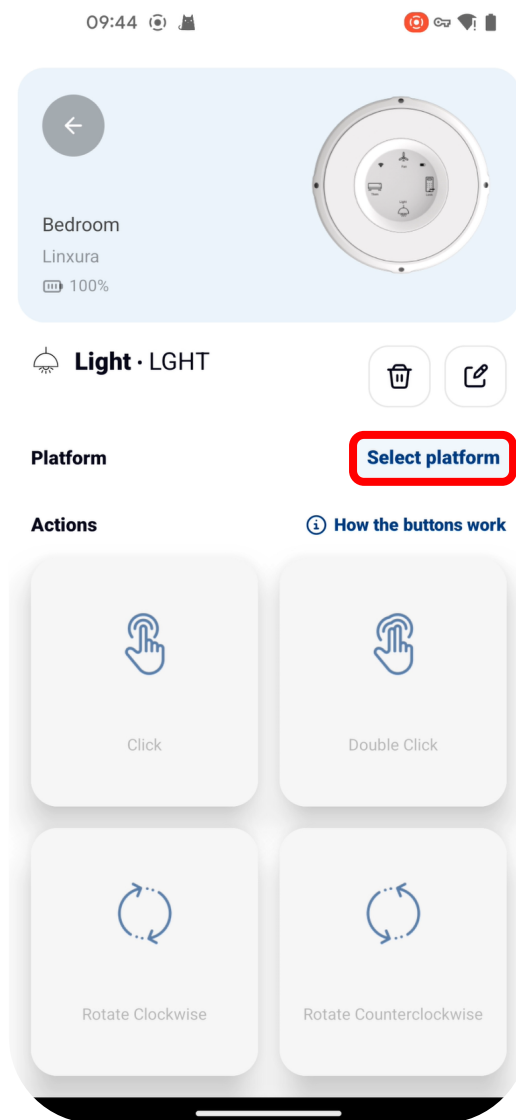 09:44
Bedroom
Linxura
100%
Light · LGHT
Platform
Select platform
Actions
How the buttons work
Click
Double Click
Rotate Clockwise
Rotate Counterclockwise